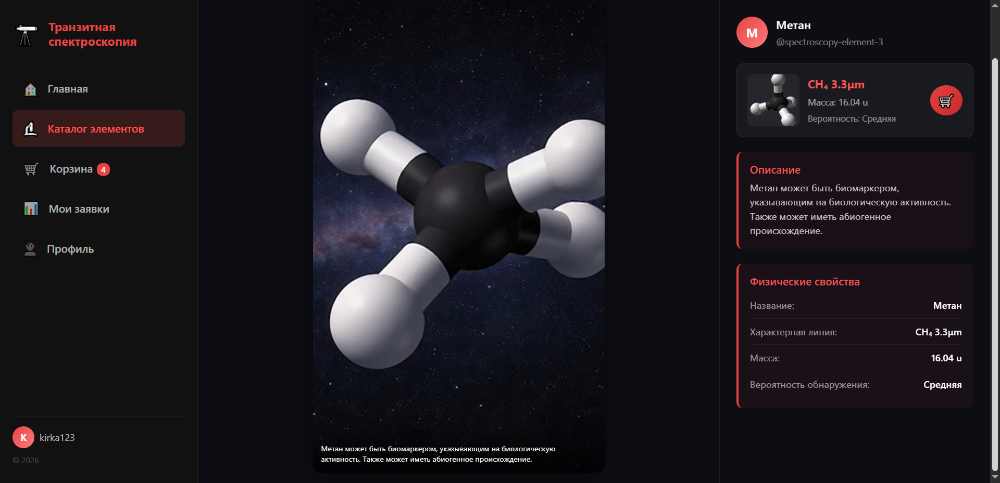 Транзитная
спектроскопия
Главная
Каталог элементов
Корзина 4
Мои заявки
Профиль
K
kirka123
© 2026
Метан может быть биомаркером, указывающим на биологическую
активность. Также может иметь абиогенное происхождение.
М
Метан
@spectroscopy-element-3
CH₄ 3.3μm
Масса: 16.04 u
Вероятность: Средняя
Описание
Метан может быть биомаркером,
указывающим на биологическую активность.
Также может иметь абиогенное
происхождение.
Физические свойства
Название: Метан
Характерная линия: CH₄ 3.3μm
Масса: 16.04 u
Вероятность обнаружения: Средняя